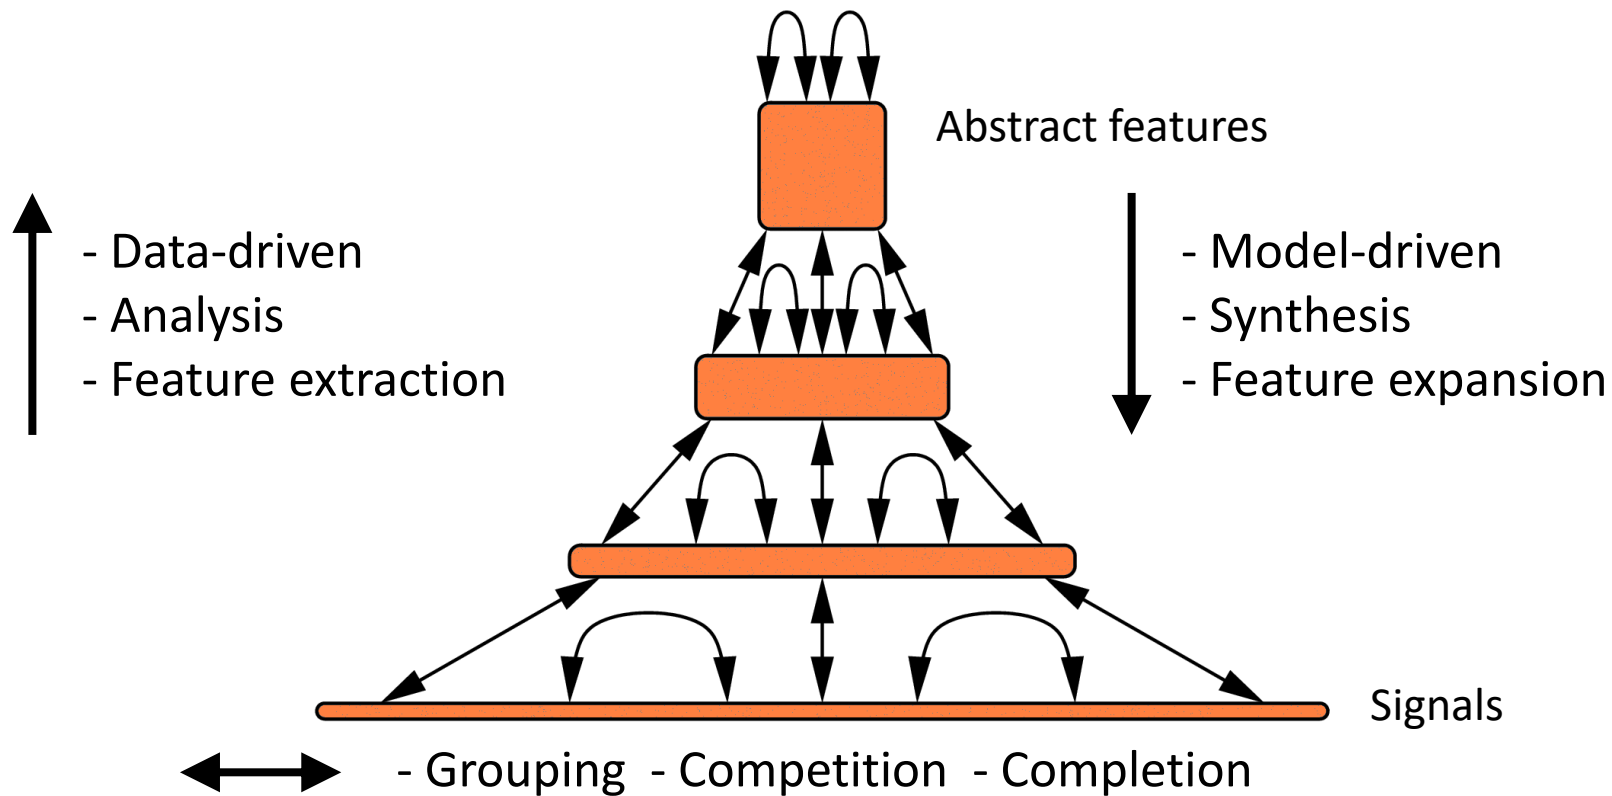 Abstract features
- Data-driven
- Analysis
- Feature extraction
- Model-driven
- Synthesis
- Feature expansion
Signals
- Grouping - Competition - Completion